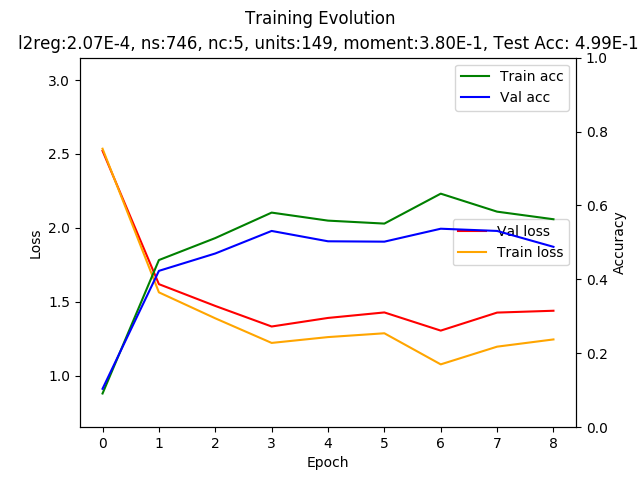 Training Evolution
l2reg:2.07E-4, ns:746, nc:5, units:149, moment:3.80E-1, Test Acc: 4.99E-1
Train acc
Val acc
Val loss
Train loss
Loss
3.0
2.5
2.0
1.5
1.0
Accuracy
1.0
0.8
0.6
0.4
0.2
0.0
0 1 2 3 4 5 6 7 8
Epoch